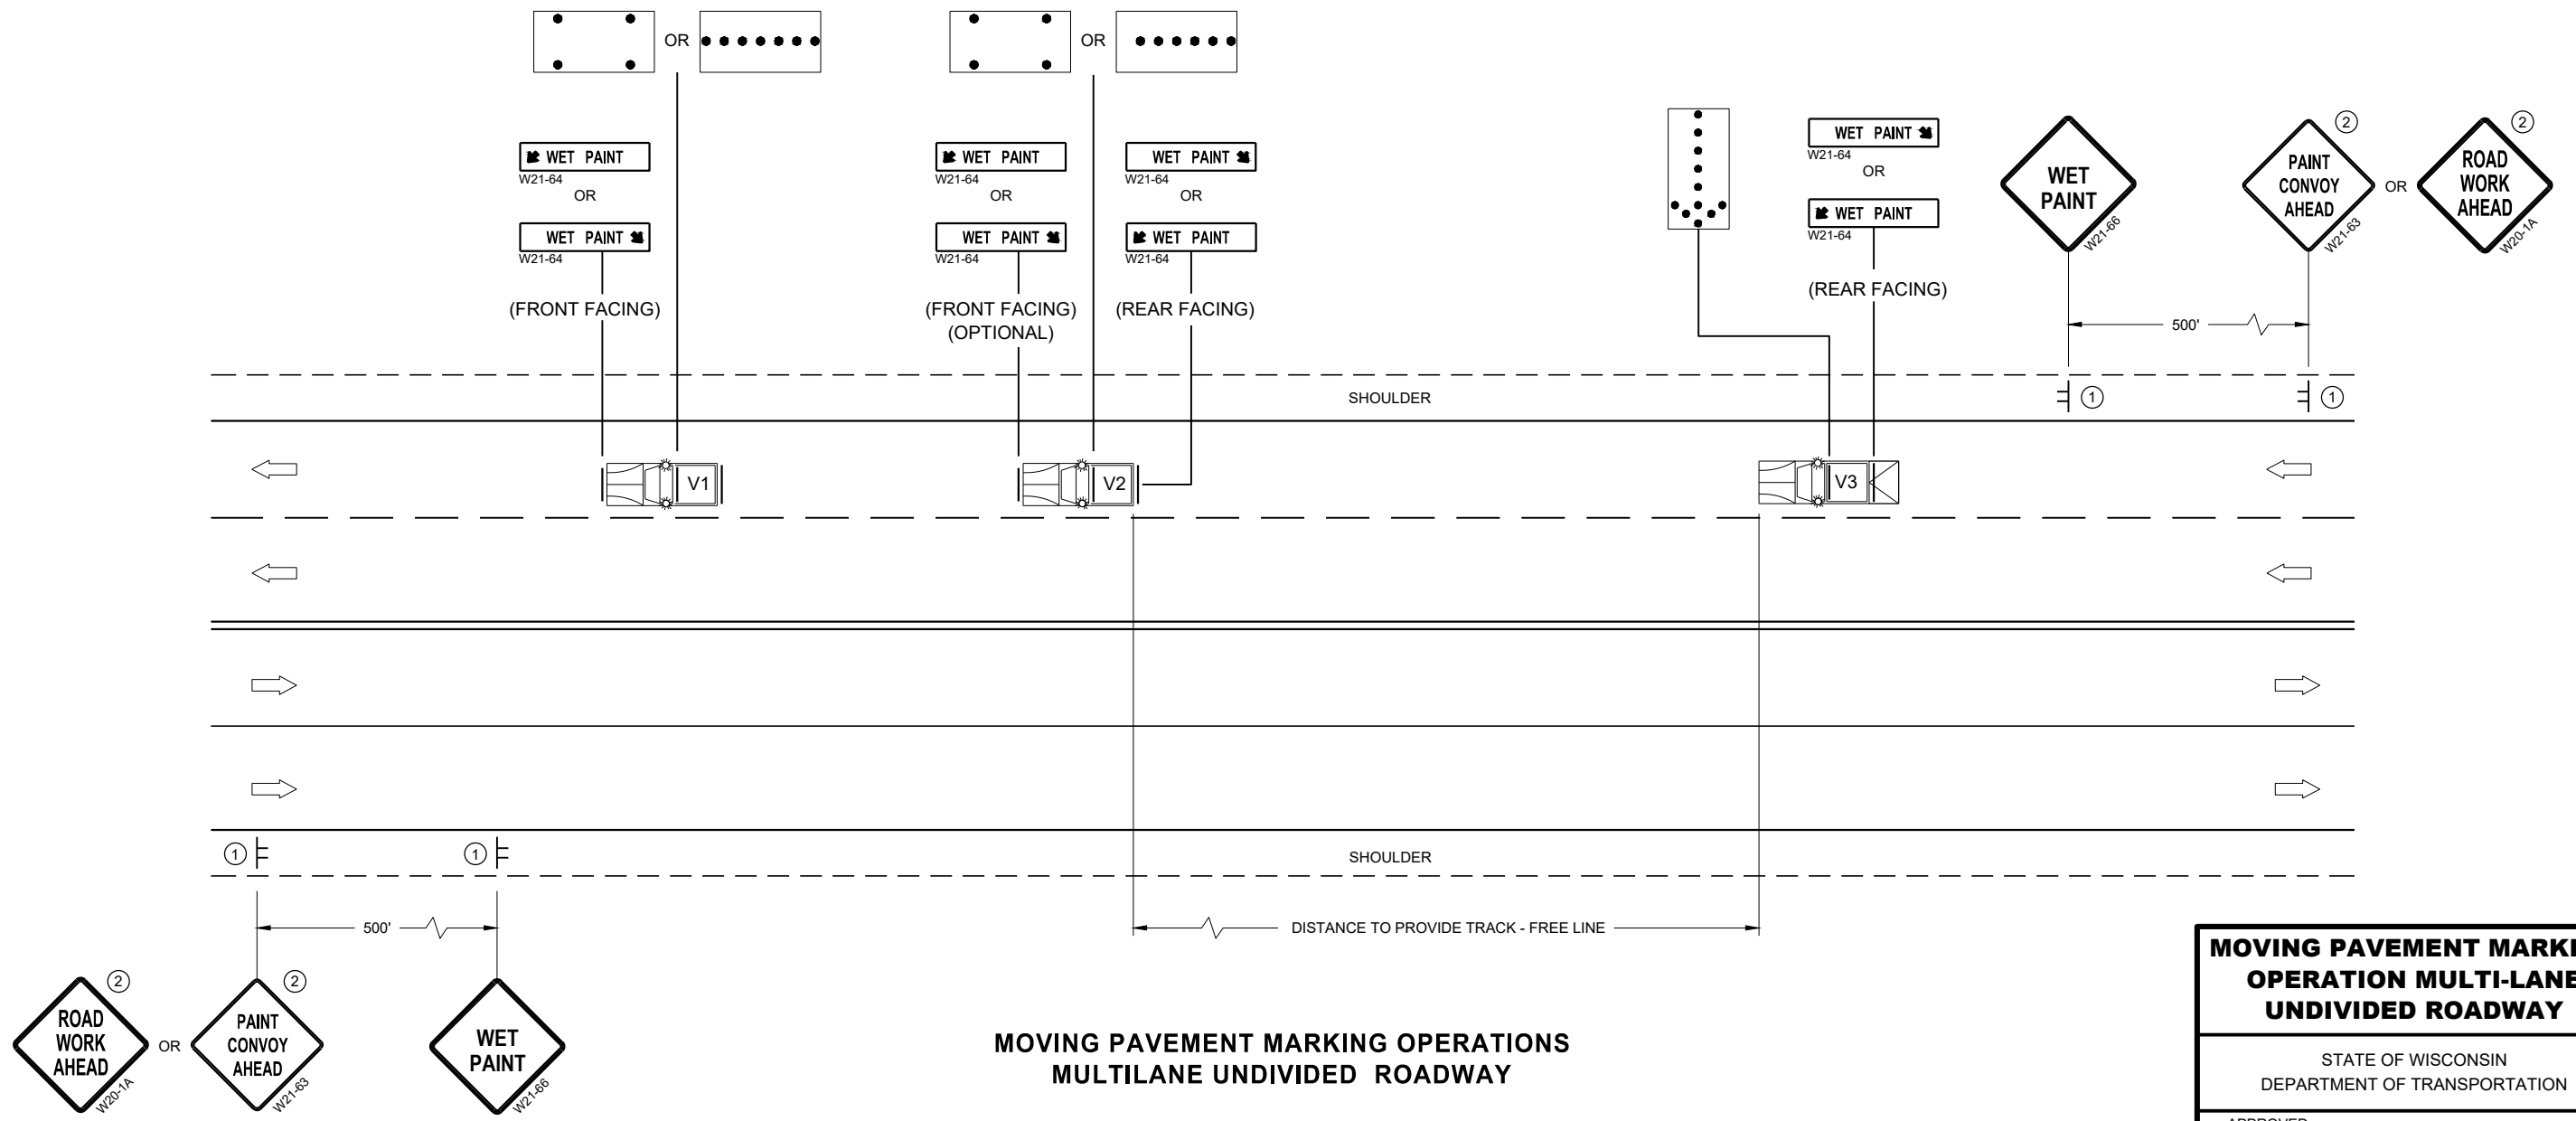 OR
OR
WET PAINT
W21-64
OR
WET PAINT
W21-64
(FRONT FACING)
WET PAINT
W21-64
OR
WET PAINT
W21-64
(FRONT FACING)
(OPTIONAL)
WET PAINT
W21-64
OR
WET PAINT
W21-64
(REAR FACING)
WET PAINT
W21-64
OR
WET PAINT
W21-64
(REAR FACING)
WET
PAINT
W21-66
2
PAINT
CONVOY
AHEAD
W21-63
OR
2
ROAD
WORK
AHEAD
W20-1A
500'
SHOULDER
1
1
V1
V2
V3
1
1
SHOULDER
500'
DISTANCE TO PROVIDE TRACK - FREE LINE
2
ROAD
WORK
AHEAD
W20-1A
OR
2
PAINT
CONVOY
AHEAD
W21-63
WET
PAINT
W21-66
MOVING PAVEMENT MARKING OPERATIONS
MULTILANE UNDIVIDED ROADWAY
MOVING PAVEMENT MARK
OPERATION MULTI-LANE
UNDIVIDED ROADWAY
STATE OF WISCONSIN
DEPARTMENT OF TRANSPORTATION